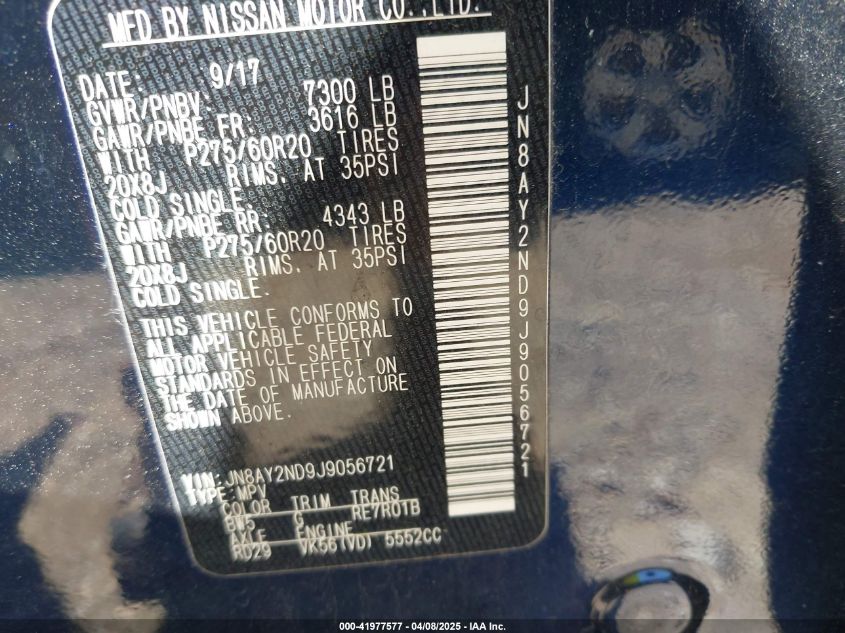 MFD BY NISSAN MOTOR CO.,LTD.
DATE: 9/17
GVWR/PNBV: 7300 LB
GAWR/PNBE FR: 3616 LB
WITH P275/60R20 TIRES
20X8J RIMS. AT 35PSI
COLD SINGLE.
GAWR/PNBE RR. 4343 LB
WITH P275/60R20 TIRES
20X8J RIMS. AT 35PSI
COLD SINGLE.
THIS VEHICLE CONFORMS TO
ALL APPLICABLE FEDERAL
MOTOR VEHICLE SAFETY
STANDARDS IN EFFECT ON
THE DATE OF MANUFACTURE
SHOWN ABOVE.
VIN: JN8AY2ND9J9056721
TYPE: MPV
COLOR TRIM TRANS
BW5 G RE7R01B
AXLE ENGINE
RD29 VK56(VD) 5552CC
JN8AY2ND9J9056721
000-41977577 - 04/08/2025 - IAA Inc.